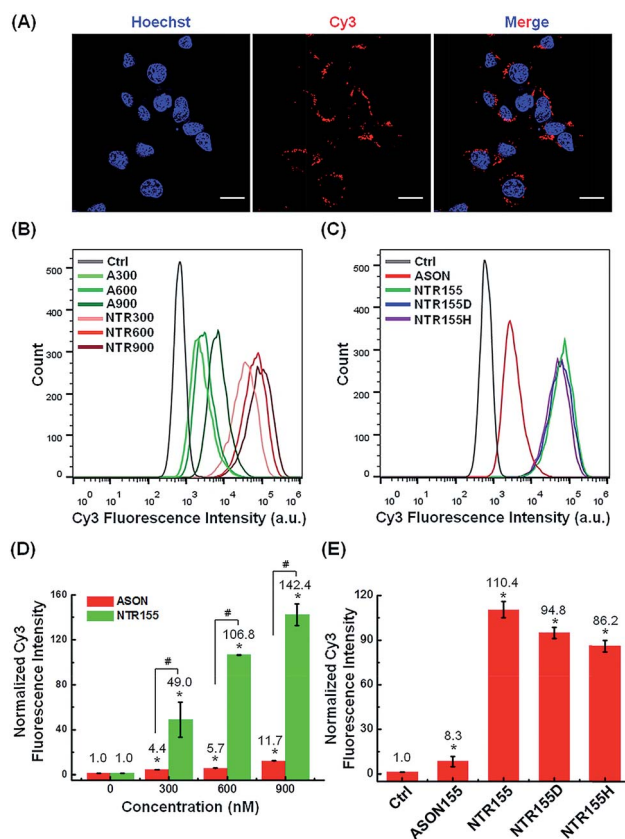 (A)
Hoechst Cy3 Merge
(B)
Ctrl
A300
A600
A900
NTR300
NTR600
NTR900
500
400
300
200
100
0
Count
10^0 10^1 10^2 10^3 10^4 10^5 10^6
Cy3 Fluorescence Intensity (a.u.)
(C)
Ctrl
ASON
NTR155
NTR155D
NTR155H
500
400
300
200
100
0
Count
10^0 10^1 10^2 10^3 10^4 10^5 10^6
Cy3 Fluorescence Intensity (a.u.)
(D)
ASON
NTR155
Normalized Cy3
Fluorescence Intensity
160
120
80
40
0
1.0 1.0
4.4
*
49.0
*
#
5.7
*
106.8
*
#
11.7
*
142.4
*
#
0 300 600 900
Concentration (nM)
(E)
Normalized Cy3
Fluorescence Intensity
120
90
60
30
0
1.0
8.3
*
110.4
*
94.8
*
86.2
*
Ctrl
ASON155
NTR155
NTR155D
NTR155H